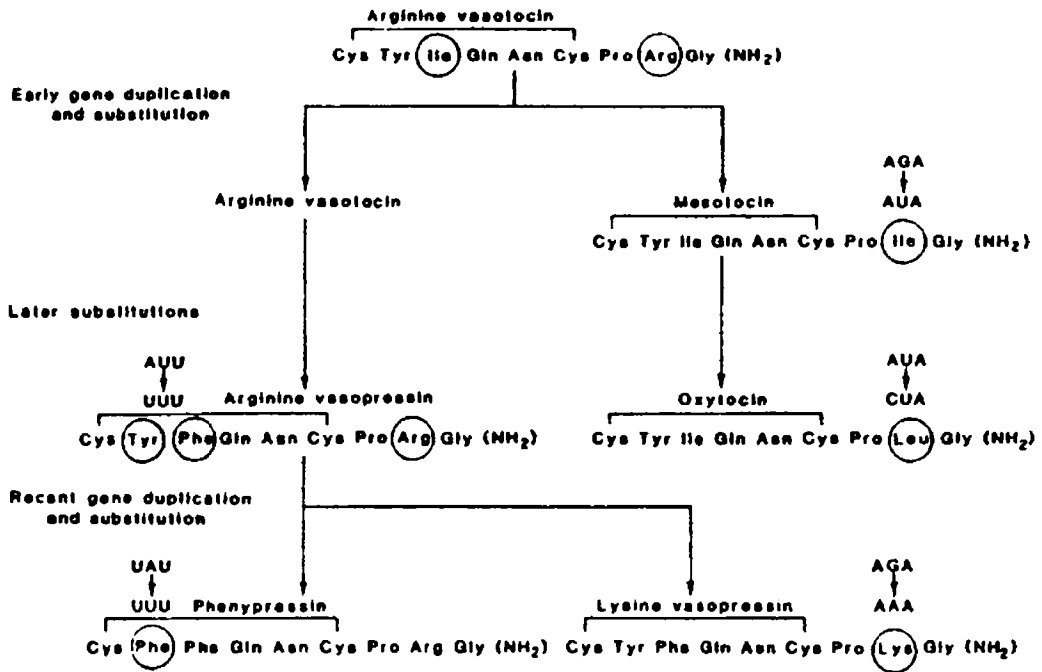 Arginine vasotocin
Cys Tyr Ile Gln Asn Cys Pro Arg Gly (NH2)
Early gene duplication
and substitution
AGA
Arginine vasotocin
Mesotocin
AUA
Cys Tyr Ile Gln Asn Cys Pro Ile Gly (NH2)
Later substitutions
AUU
AUA
UUU
Arginine vasopressin
Oxytocin
CUA
Cys Tyr Phe Gln Asn Cys Pro Arg Gly (NH2)
Cys Tyr Ile Gln Asn Cys Pro Leu Gly (NH2)
Recent gene duplication
and substitution
UAU
AGA
UUU
Phenypressin
Lysine vasopressin
AAA
Cys Phe Phe Gln Asn Cys Pro Arg Gly (NH2)
Cys Tyr Phe Gln Asn Cys Pro Lys Gly (NH2)